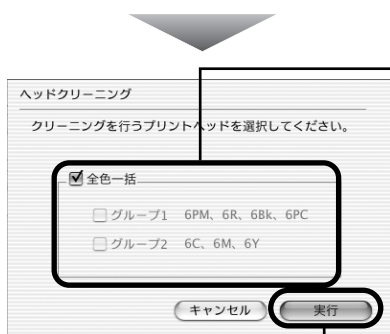 ヘッドクリーニング
クリーニングを行うプリントヘッドを選択してください。
全色一括
グループ1 6PM、6R、6Bk、6PC
グループ2 6C、6M、6Y
キャンセル 実行